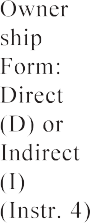 Owner
ship
Form:
Direct
(D) or
Indirect
(I)
(Instr. 4)